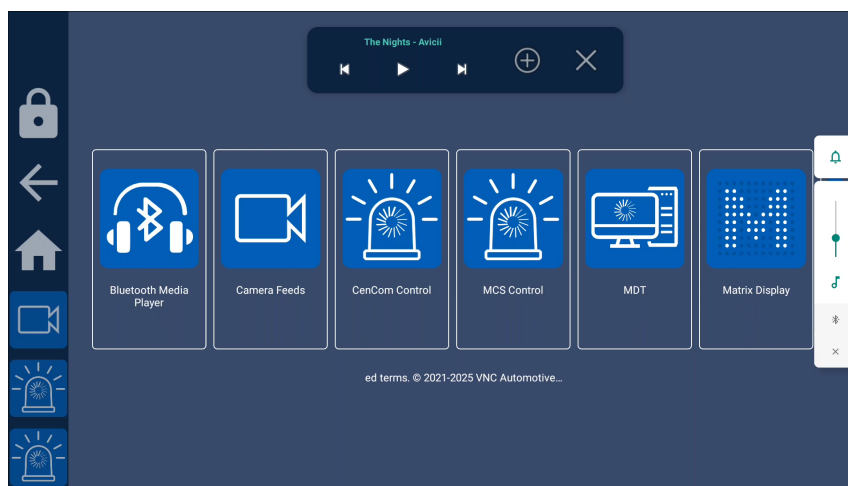 The Nights - Avicii
Bluetooth Media
Player
Camera Feeds
CenCom Control
MCS Control
MDT
Matrix Display
ed terms. © 2021-2025 VNC Automotive…